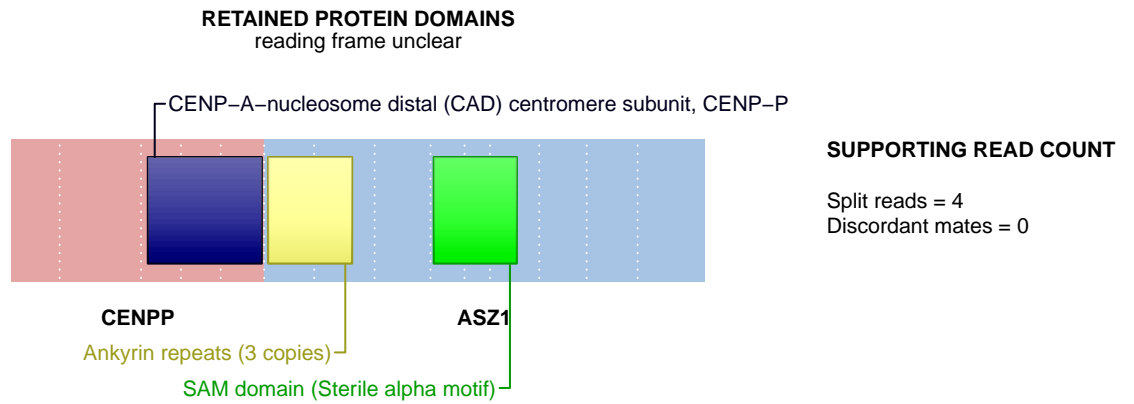 RETAINED PROTEIN DOMAINS
reading frame unclear
CENP−A−nucleosome distal (CAD) centromere subunit, CENP−P
SUPPORTING READ COUNT
Split reads = 4
Discordant mates = 0
CENPP
ASZ1
Ankyrin repeats (3 copies)
SAM domain (Sterile alpha motif)